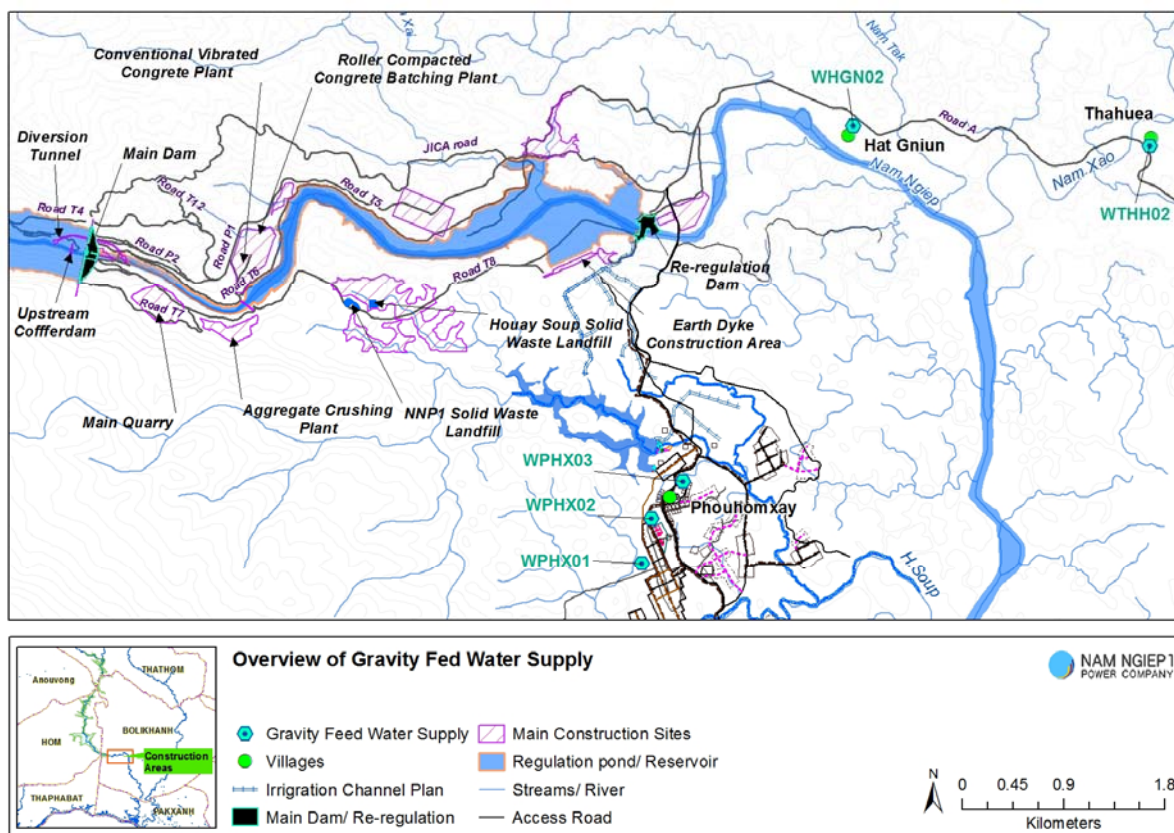 Conventional Vibrated
Congrete Plant
Roller Compacted
Congrete Batching Plant
Nam Tak
WHGN02
Thahuea
Road A
Diversion
Tunnel
Main Dam
JICA road
Hat Gniun
Nam Ngiep
Nam Xao
WTHH02
Road T4
Road T12
Road P1
Road T5
Road P2
Road T6
Road T8
Road T7
Re-regulation
Dam
Upstream
Coffferdam
Houay Soup Solid
Waste Landfill
Earth Dyke
Construction Area
Main Quarry
Aggregate Crushing
Plant
NNP1 Solid Waste
Landfill
WPHX03
WPHX02
Phouhomxay
WPHX01
H.Soup
Overview of Gravity Fed Water Supply
NAM NGIEP 1
POWER COMPANY
Anouvong
THATHOM
BOLIKHANH
HOM
Construction
Areas
THAPHABAT
PAKXANH
Gravity Feed Water Supply
Villages
Irrigation Channel Plan
Main Dam/ Re-regulation
Main Construction Sites
Regulation pond/ Reservoir
Streams/ River
Access Road
N
0 0.45 0.9 1.8
Kilometers